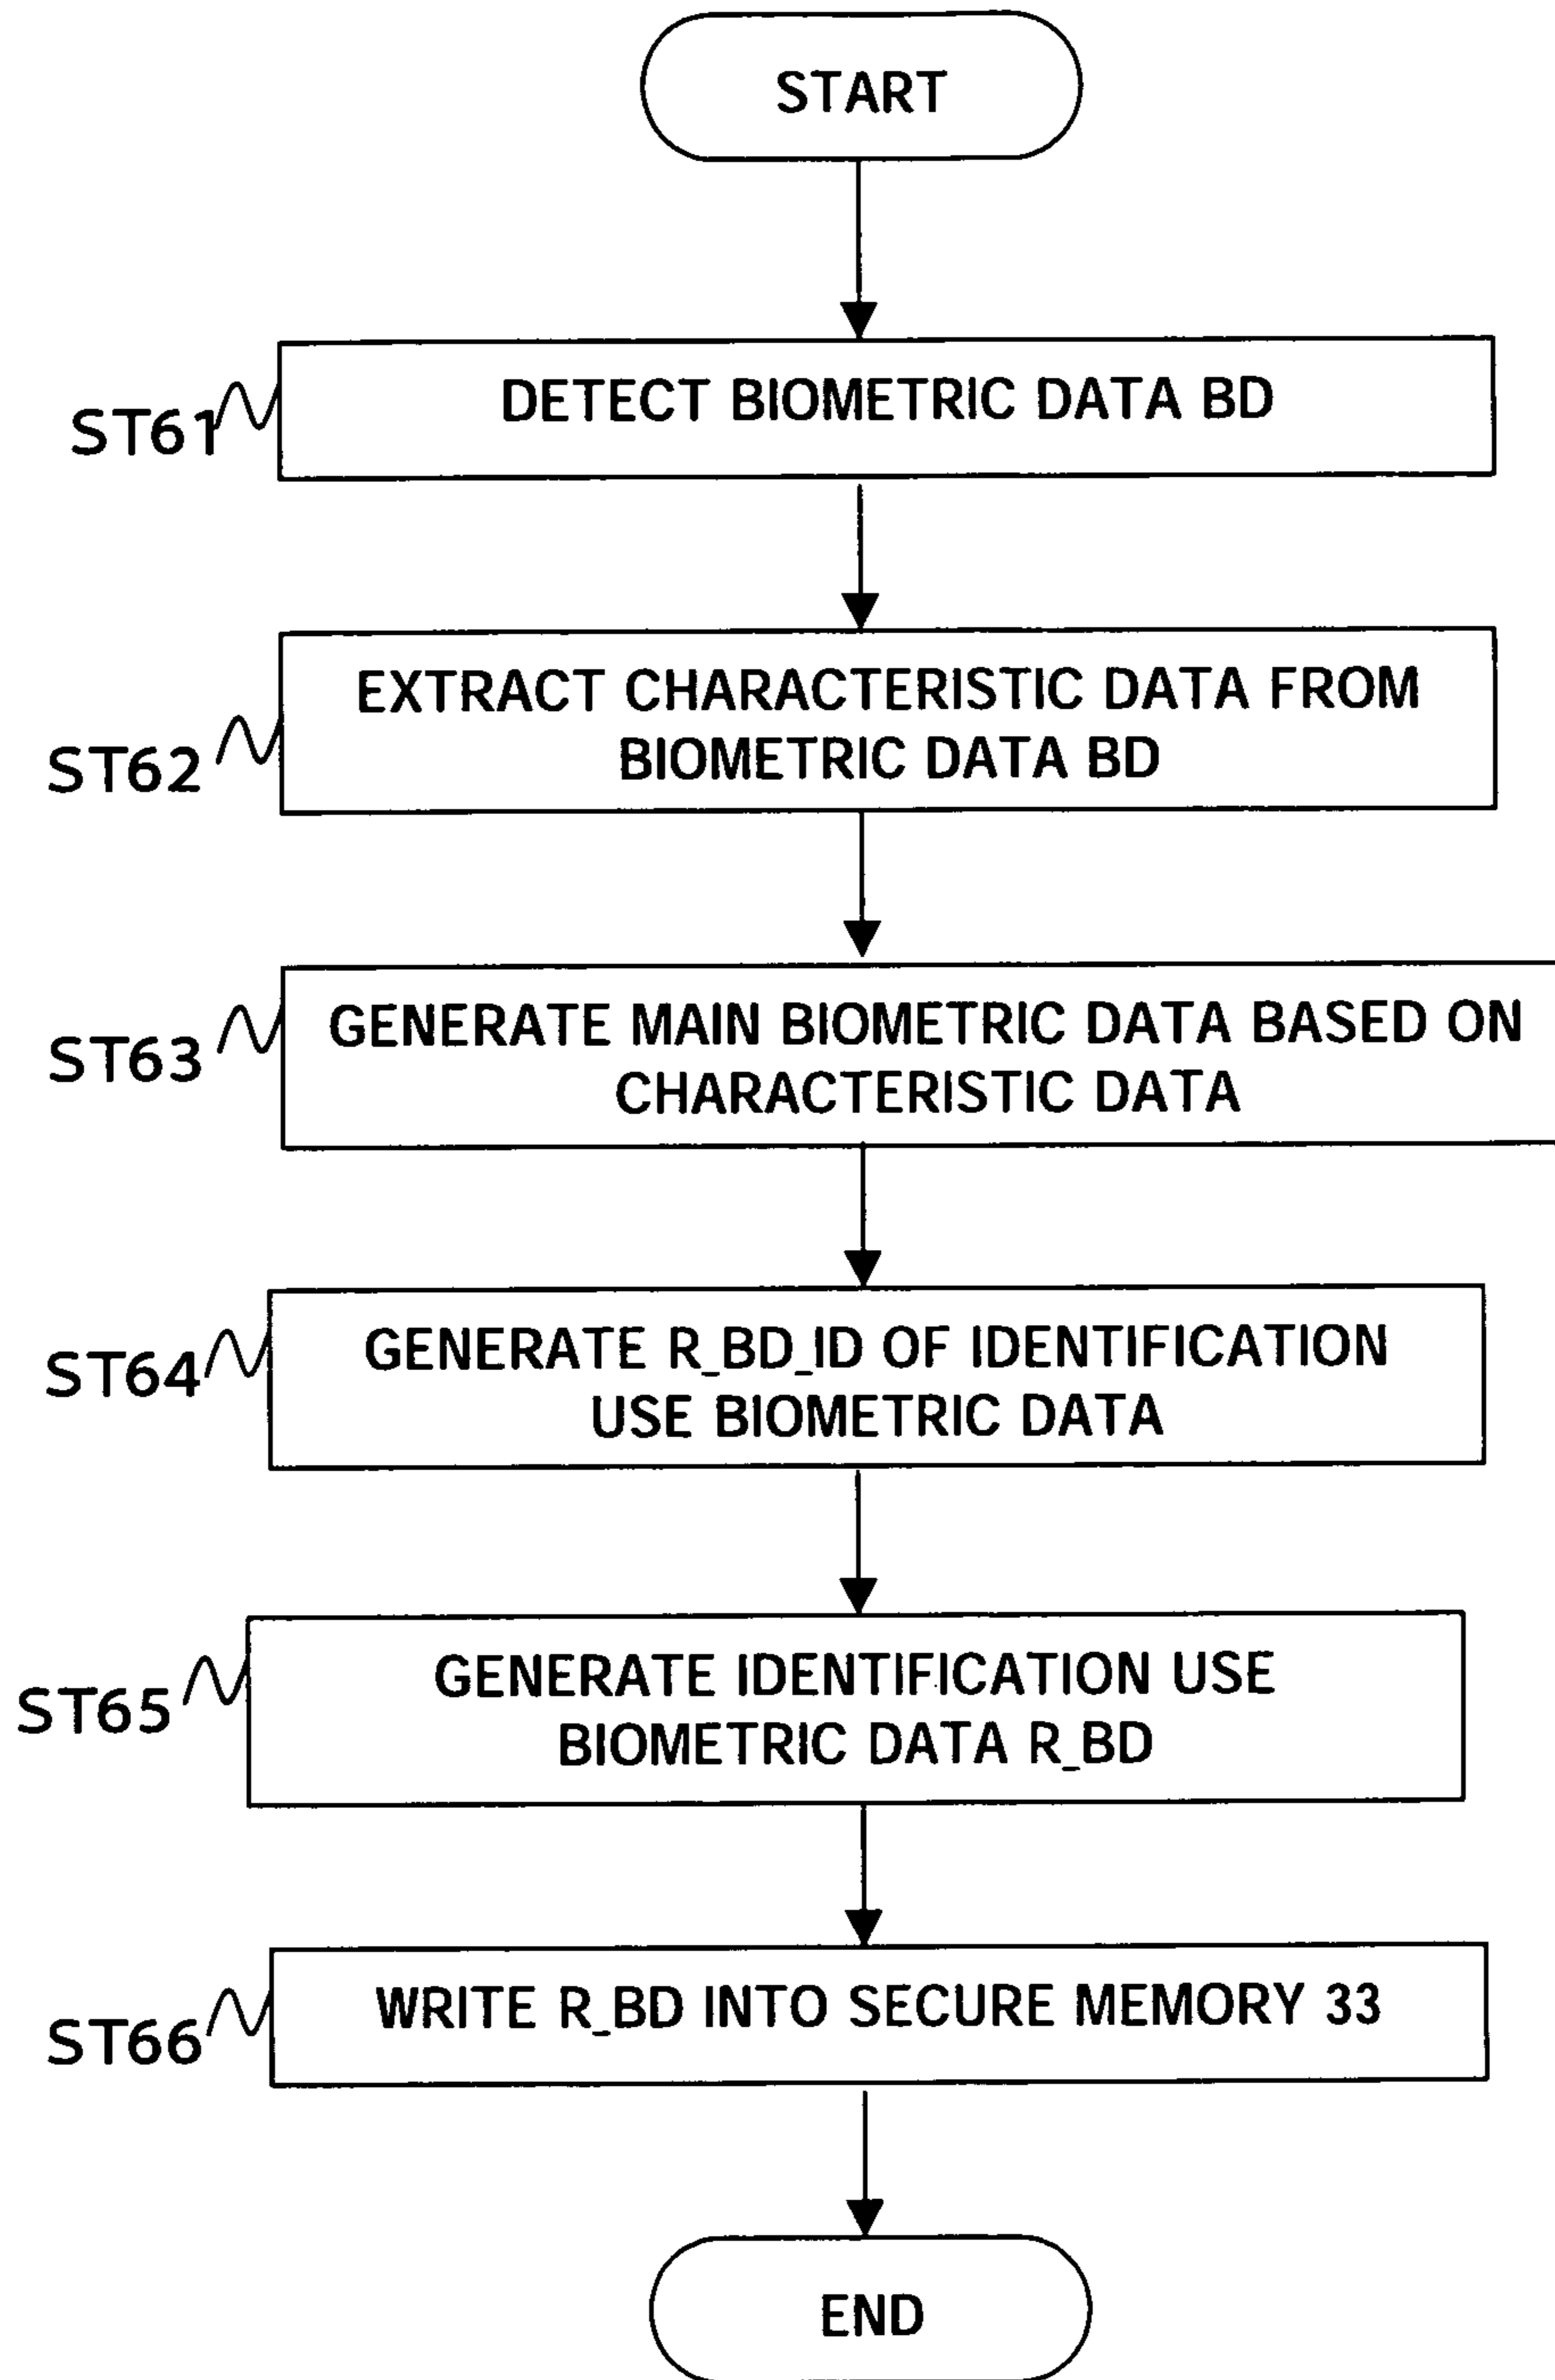 START
DETECT BIOMETRIC DATA BD
ST61
EXTRACT CHARACTERISTIC DATA FROM
BIOMETRIC DATA BD
ST62
GENERATE MAIN BIOMETRIC DATA BASED ON
CHARACTERISTIC DATA
ST63
GENERATE R_BD_ID OF IDENTIFICATION
USE BIOMETRIC DATA
ST64
GENERATE IDENTIFICATION USE
BIOMETRIC DATA R_BD
ST65
WRITE R_BD INTO SECURE MEMORY 33
ST66
END